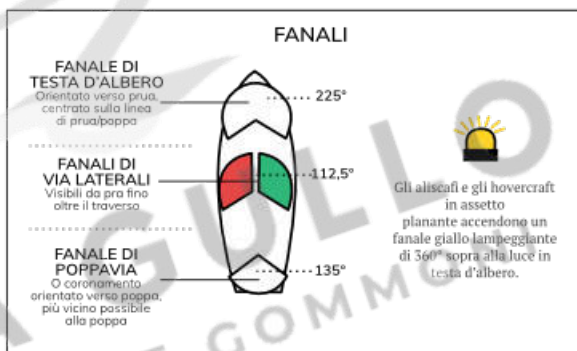 FANALI
FANALE DI
TESTA D'ALBERO
Orientato verso prua,
centrato sulla linea
di prua/poppa
225°
FANALI DI
VIA LATERALI
Visibili da pra fino
oltre il traverso
112,5°
FANALE DI
POPPAVIA
O coronamento
orientato verso poppa,
più vicino possibile
alla poppa
135°
Gli aliscafi e gli hovercraft
in assetto
planante accendono un
fanale giallo lampeggiante
di 360° sopra alla luce in
testa d'albero.
GULLO
GOMMONI